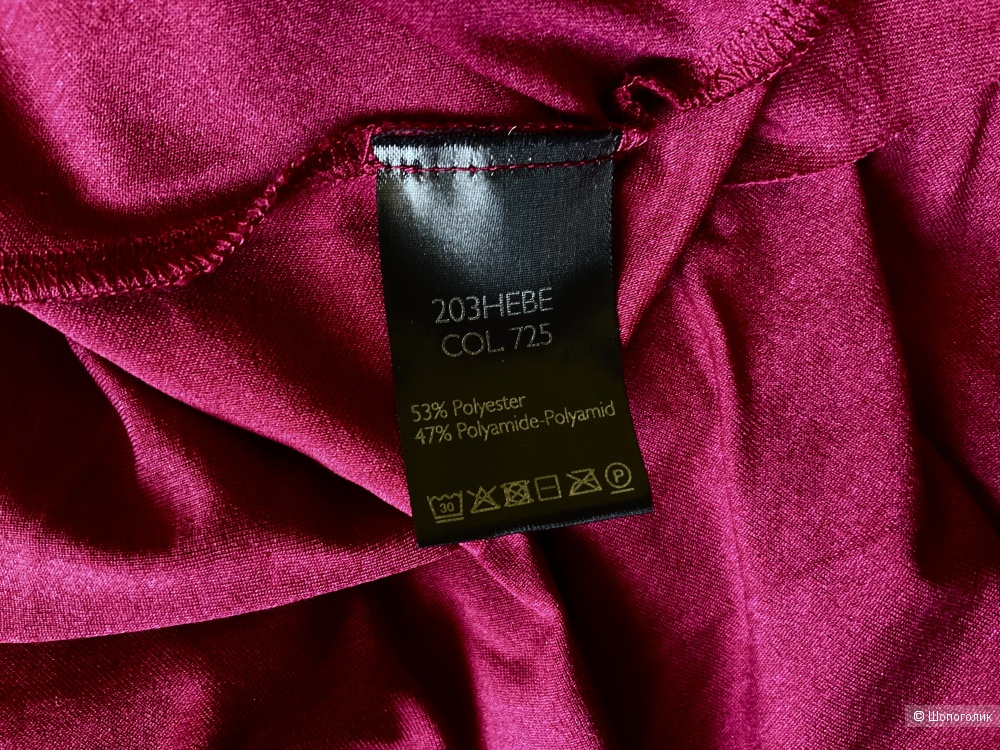 203HEBE
COL. 725
53% Polyester
47% Polyamide-Polyamid
30
P
© Шопоголик